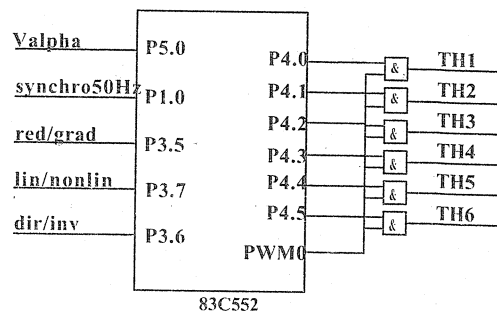 Valpha P5.0 P4.0 & TH1
synchro50Hz P1.0 P4.1 & TH2
red/grad P3.5 P4.2 & TH3
lin/nonlin P3.7 P4.3 & TH4
P4.4 & TH5
dir/inv P3.6 P4.5 & TH6
PWM0
83C552